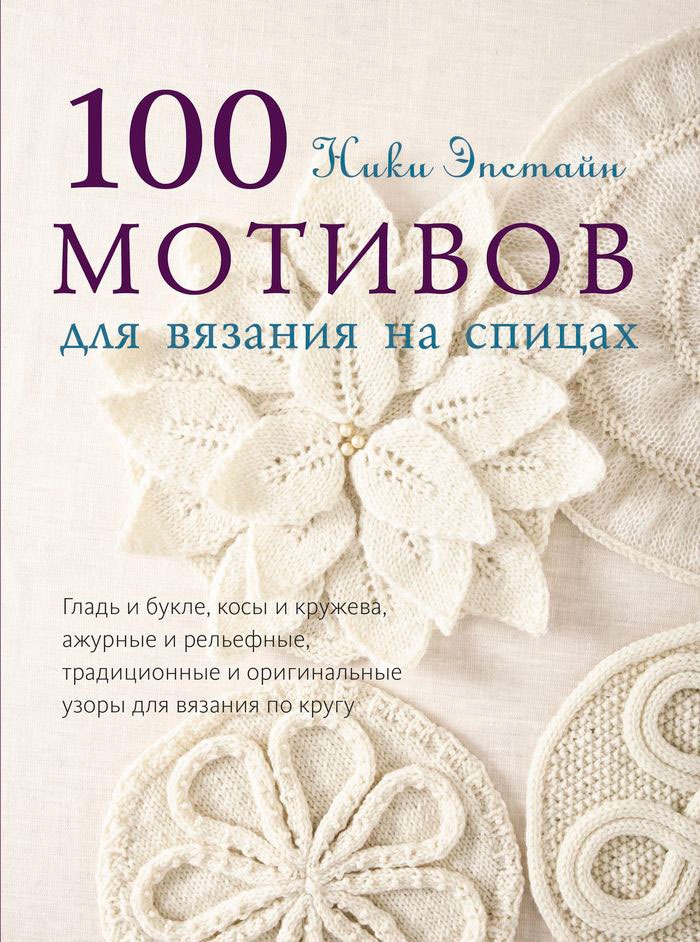 100
Ники Эпстайн
МОТИВОВ
для вязания на спицах
Гладь и букле, косы и кружева,
ажурные и рельефные,
традиционные и оригинальные
узоры для вязания по кругу